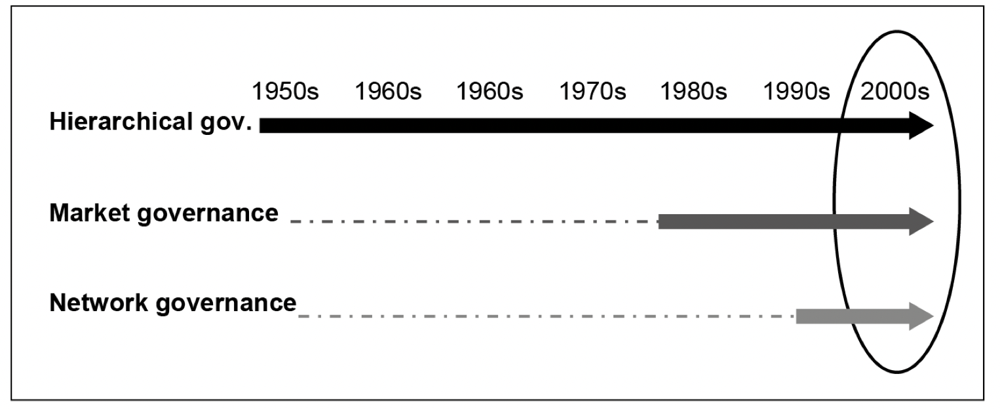 1950s 1960s 1960s 1970s 1980s 1990s 2000s
Hierarchical gov.
Market governance
Network governance